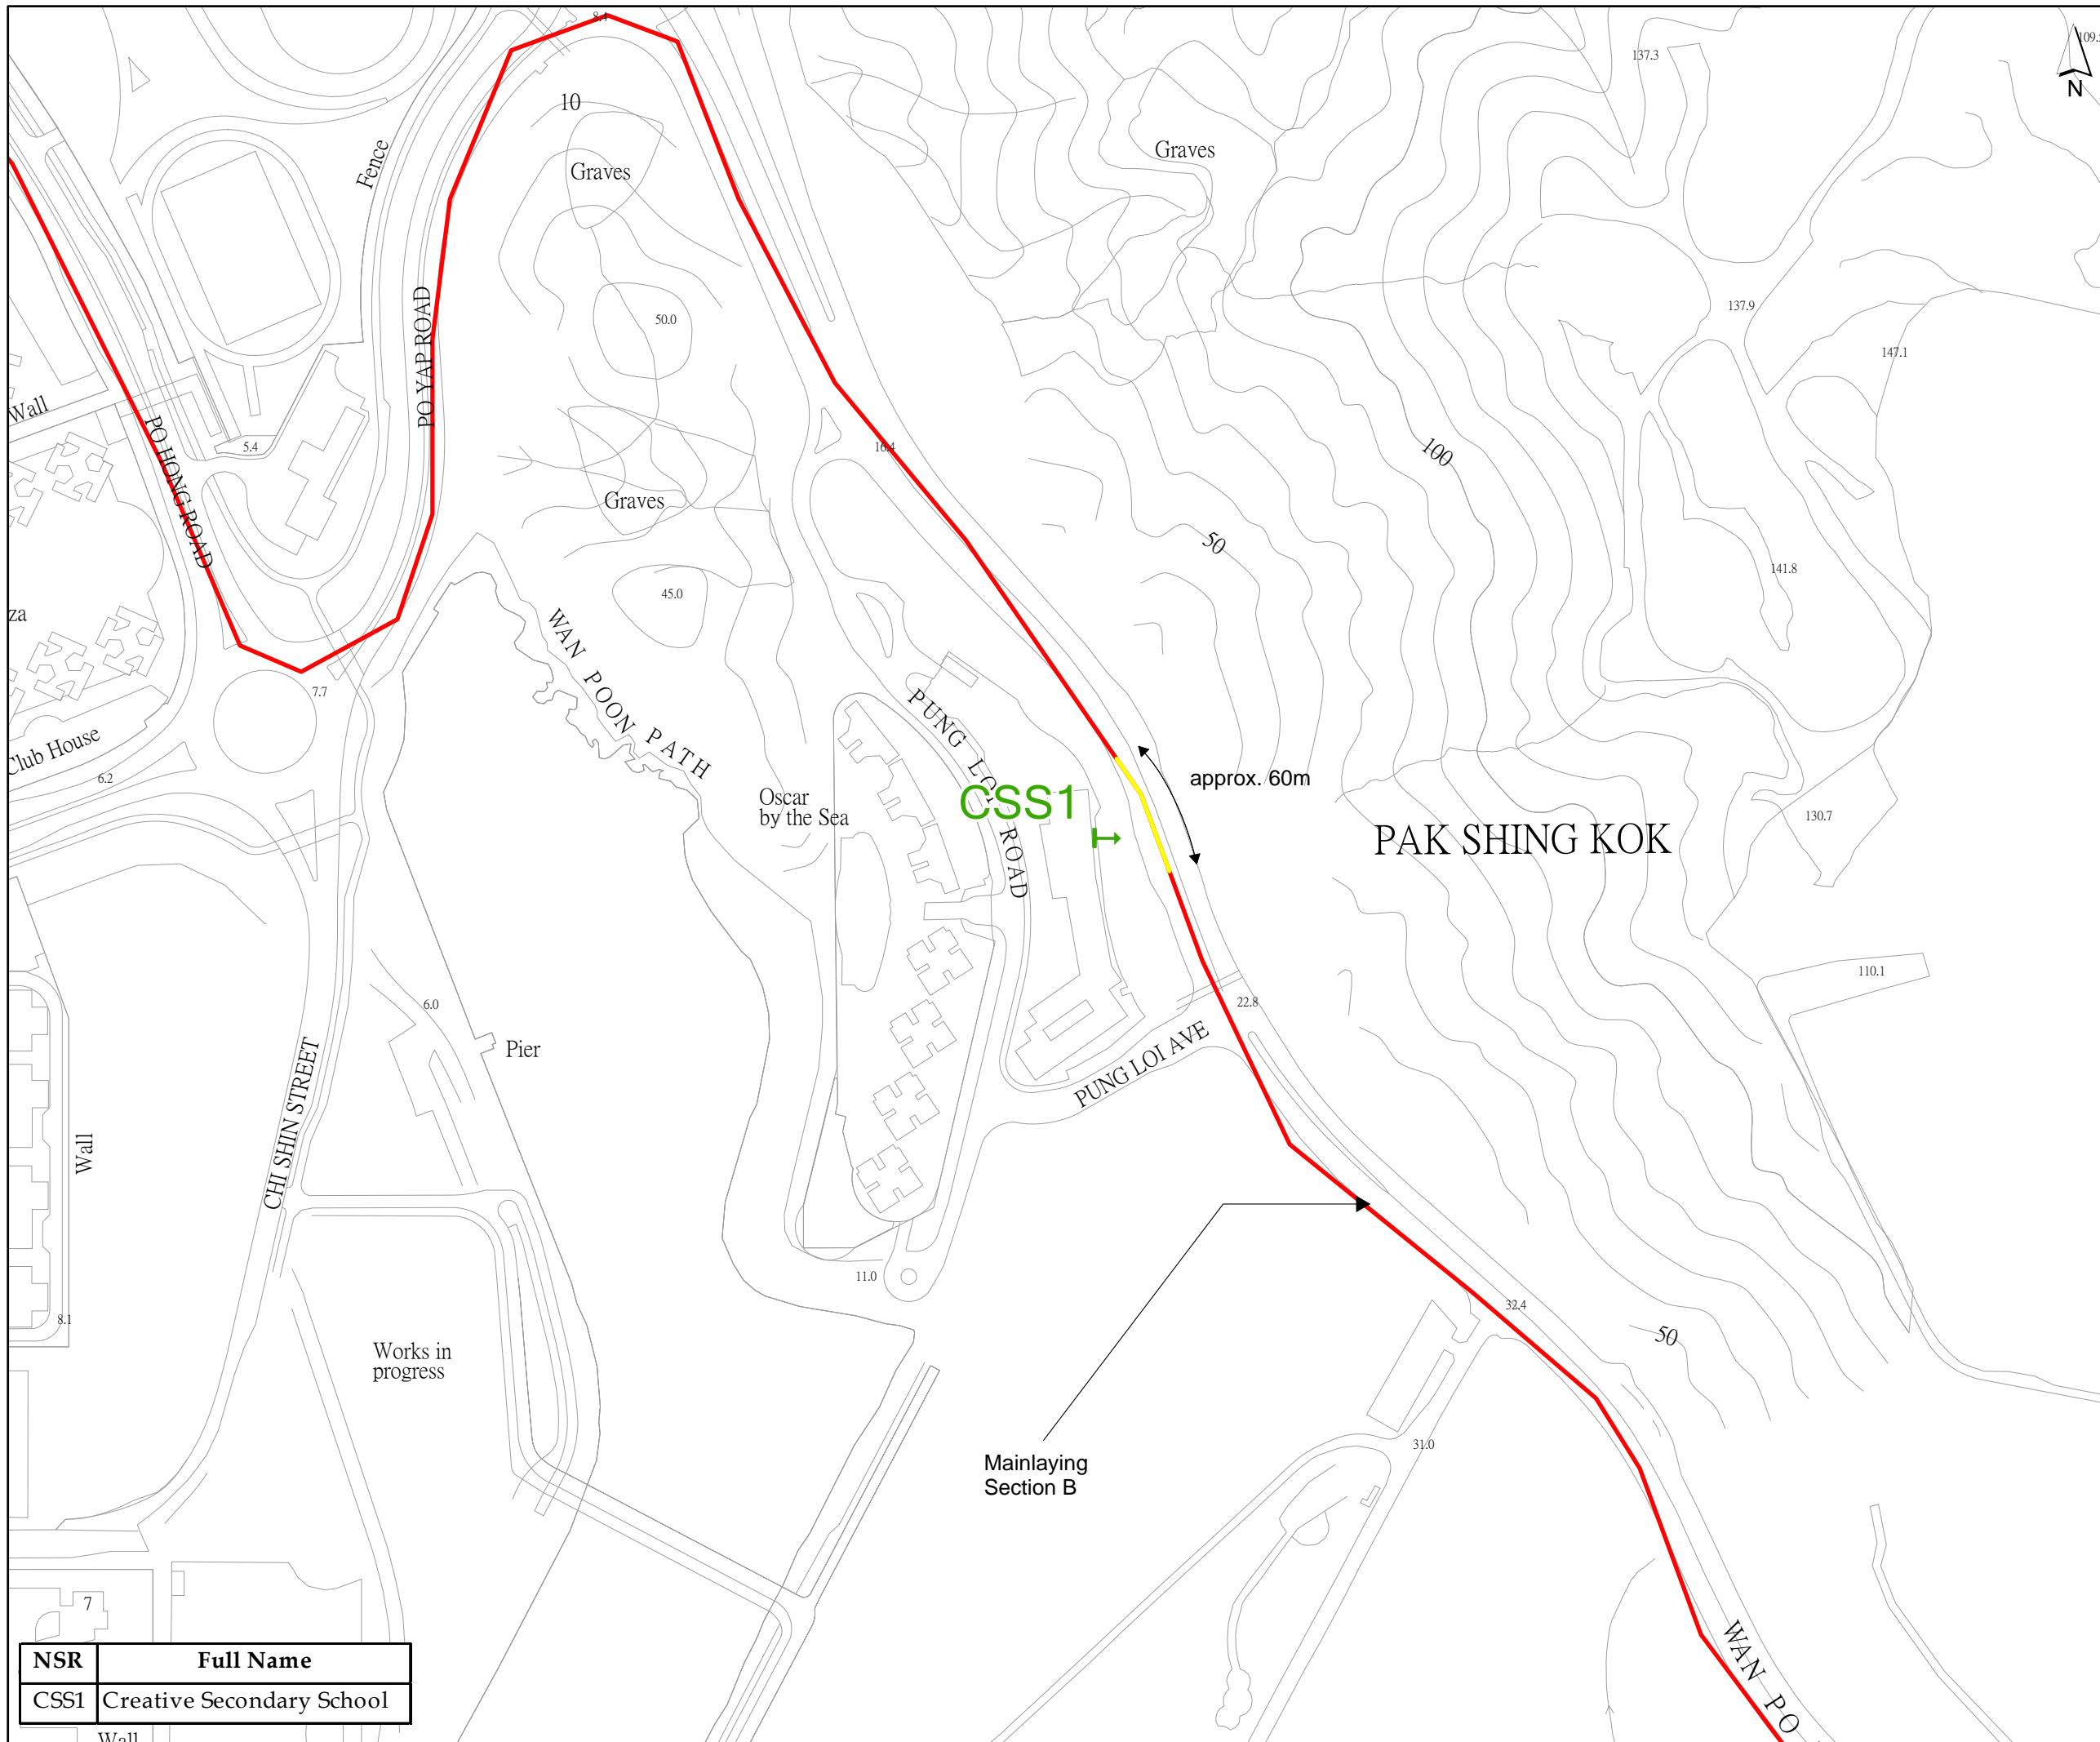 8.4
109.
N
137.3
10
Fence
Graves
Graves
PO YAP ROAD
50.0
137.9
147.1
Wall
PO HONG ROAD
5.4
16.4
100
Graves
50
141.8
45.0
za
WAN POON PATH
7.7
PUNG LOI ROAD
Club House
6.2
approx. 60m
Oscar
by the Sea
CSS1
PAK SHING KOK
130.7
110.1
6.0
22.8
Pier
PUNG LOI AVE
CHI SHIN STREET
Wall
11.0
8.1
32.4
50
Works in
progress
31.0
Mainlaying
Section B
7
WAN PO
NSR Full Name
CSS1 Creative Secondary School
Wall